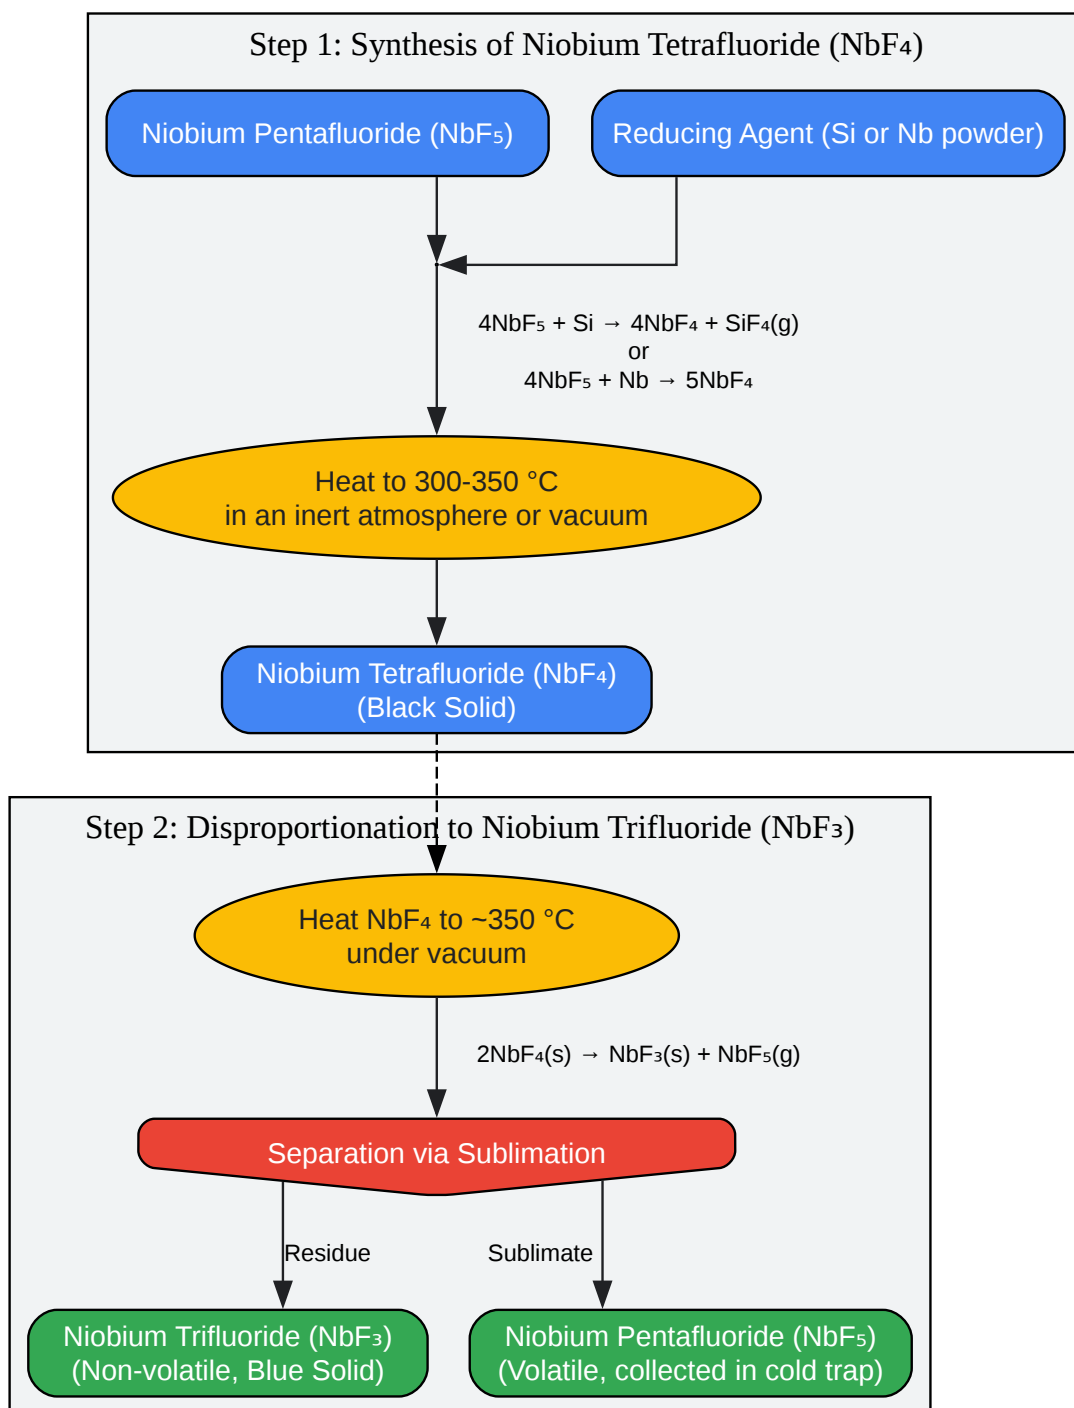 Step 1: Synthesis of Niobium Tetrafluoride (NbF₄)
Niobium Pentafluoride (NbF₅)
Reducing Agent (Si or Nb powder)
4NbF₅ + Si → 4NbF₄ + SiF₄(g)
or
4NbF₅ + Nb → 5NbF₄
Heat to 300-350 °C
in an inert atmosphere or vacuum
Niobium Tetrafluoride (NbF₄)
(Black Solid)
Step 2: Disproportionation to Niobium Trifluoride (NbF₃)
Heat NbF₄ to ~350 °C
under vacuum
2NbF₄(s) → NbF₃(s) + NbF₅(g)
Separation via Sublimation
Residue
Sublimate
Niobium Trifluoride (NbF₃)
(Non-volatile, Blue Solid)
Niobium Pentafluoride (NbF₅)
(Volatile, collected in cold trap)